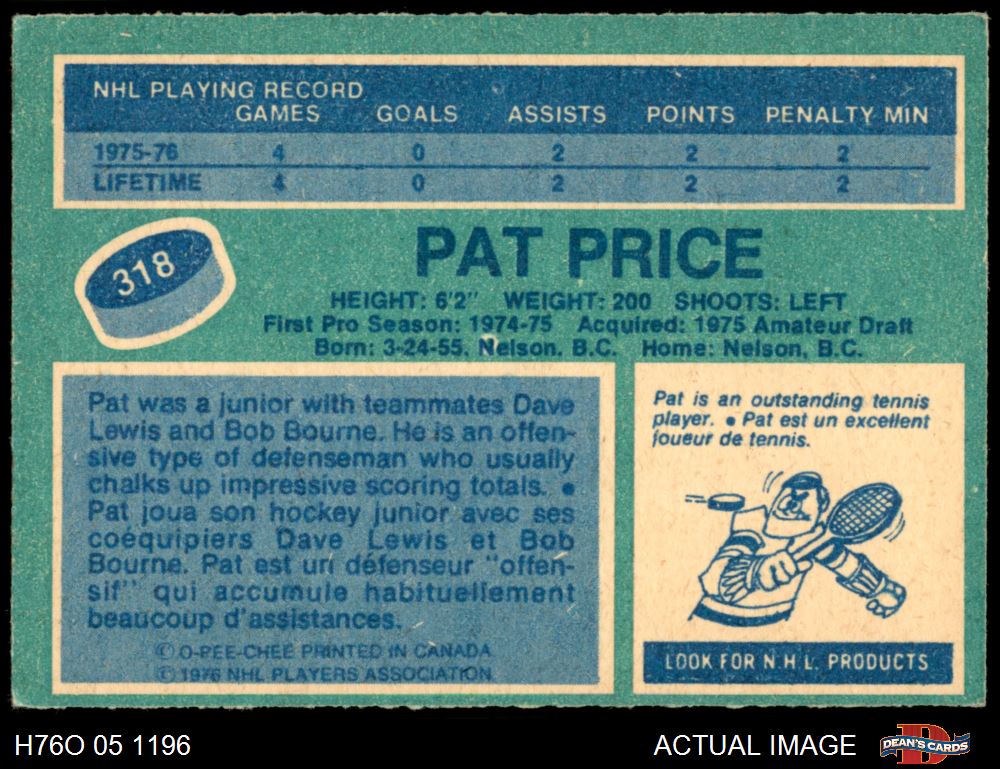 NHL PLAYING RECORD
GAMES GOALS ASSISTS POINTS PENALTY MIN
1975-76 4 0 2 2 2
LIFETIME 4 0 2 2 2
318
PAT PRICE
HEIGHT: 6'2" WEIGHT: 200 SHOOTS: LEFT
First Pro Season: 1974-75 Acquired: 1975 Amateur Draft
Born: 3-24-55, Nelson, B.C. Home: Nelson, B.C.
Pat was a junior with teammates Dave
Lewis and Bob Bourne. He is an offen-
sive type of defenseman who usually
chalks up impressive scoring totals. •
Pat joua son hockey junior avec ses
coéquipiers Dave Lewis et Bob
Bourne. Pat est un défenseur "offen-
sif" qui accumule habituellement
beaucoup d'assistances.
© O-PEE-CHEE PRINTED IN CANADA
© 1976 NHL PLAYERS ASSOCIATION
Pat is an outstanding tennis
player. • Pat est un excellent
joueur de tennis.
LOOK FOR N.H.L. PRODUCTS
H76O 05 1196
ACTUAL IMAGE
DEAN'S CARDS